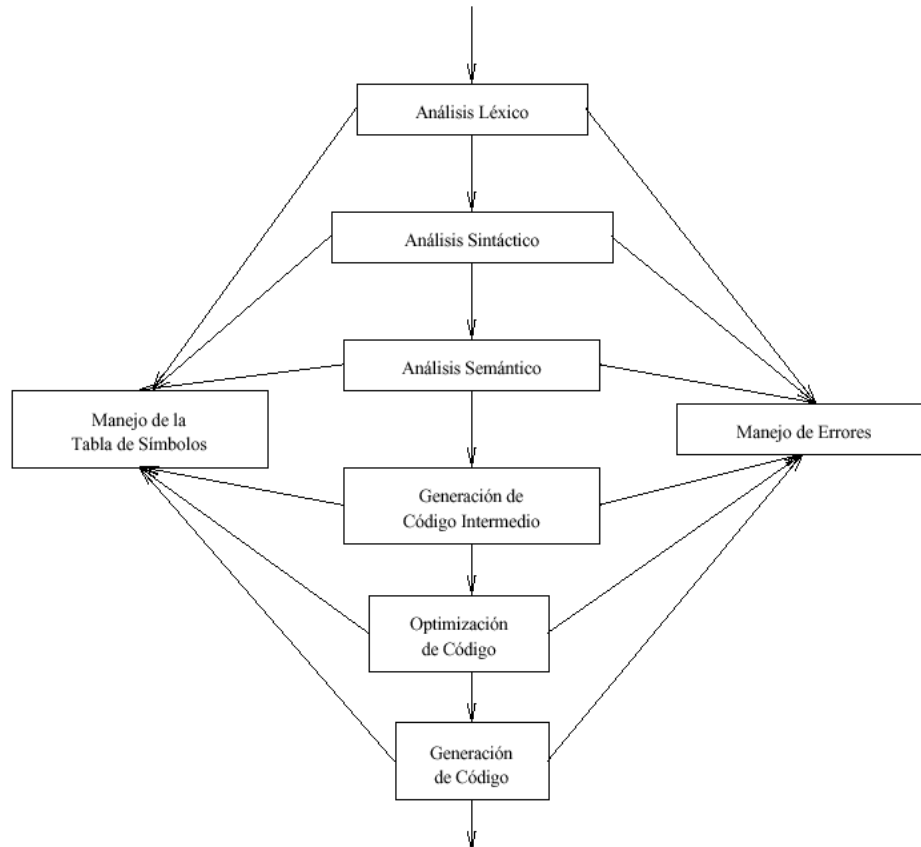 Análisis Léxico
Análisis Sintáctico
Análisis Semántico
Manejo de la
Tabla de Símbolos
Manejo de Errores
Generación de
Código Intermedio
Optimización
de Código
Generación
de Código